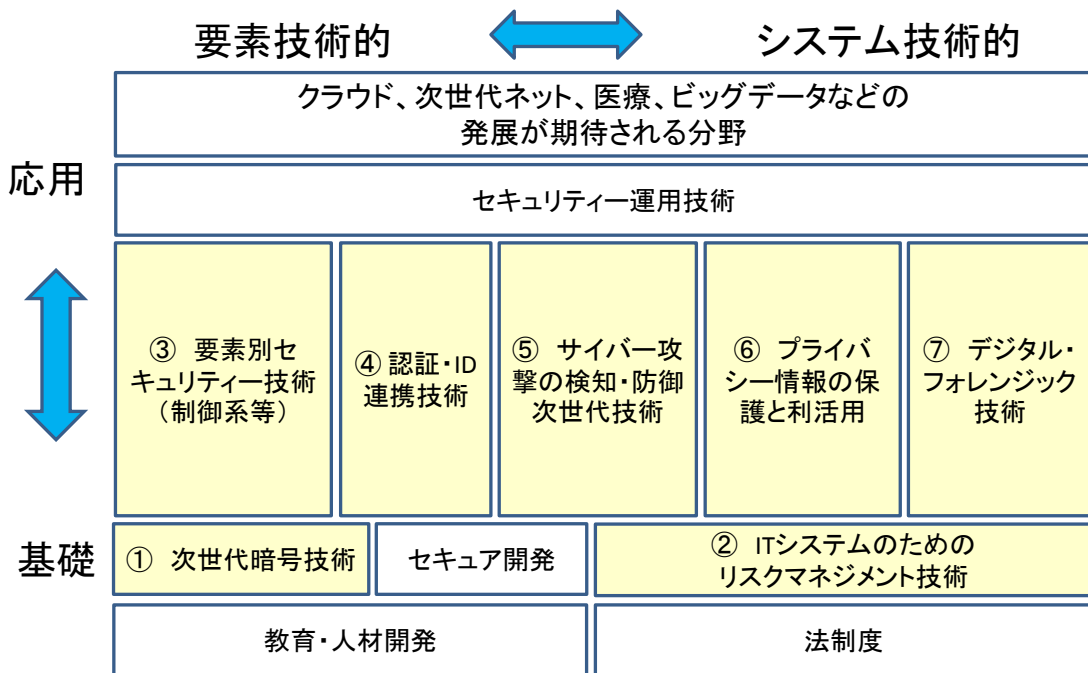 要素技術的
システム技術的
クラウド、次世代ネット、医療、ビッグデータなどの
発展が期待される分野
応用
セキュリティー運用技術
③ 要素別セ
キュリティー技術
（制御系等）
④ 認証・ID
連携技術
⑤ サイバー攻
撃の検知・防御
次世代技術
⑥ プライバ
シー情報の保
護と利活用
⑦ デジタル・
フォレンジック
技術
基礎
① 次世代暗号技術
セキュア開発
② ITシステムのための
リスクマネジメント技術
教育・人材開発
法制度